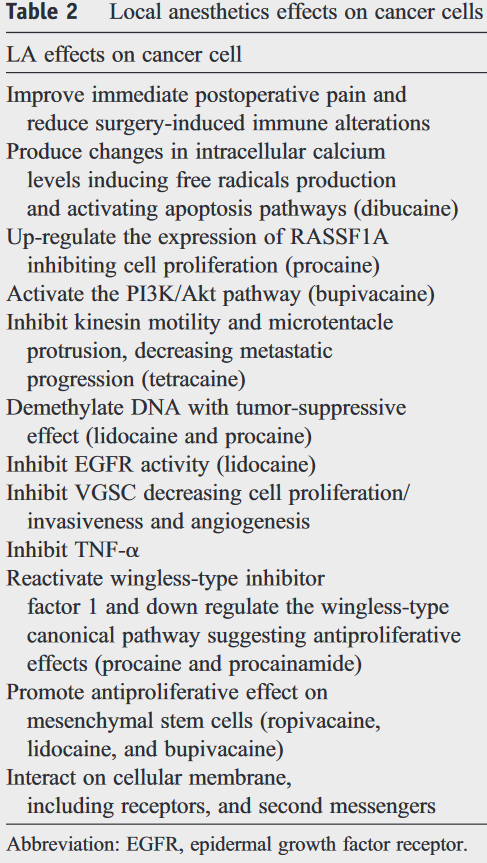 Table 2 Local anesthetics effects on cancer cells
LA effects on cancer cell
Improve immediate postoperative pain and
reduce surgery-induced immune alterations
Produce changes in intracellular calcium
levels inducing free radicals production
and activating apoptosis pathways (dibucaine)
Up-regulate the expression of RASSF1A
inhibiting cell proliferation (procaine)
Activate the PI3K/Akt pathway (bupivacaine)
Inhibit kinesin motility and microtentacle
protrusion, decreasing metastatic
progression (tetracaine)
Demethylate DNA with tumor-suppressive
effect (lidocaine and procaine)
Inhibit EGFR activity (lidocaine)
Inhibit VGSC decreasing cell proliferation/
invasiveness and angiogenesis
Inhibit TNF-α
Reactivate wingless-type inhibitor
factor 1 and down regulate the wingless-type
canonical pathway suggesting antiproliferative
effects (procaine and procainamide)
Promote antiproliferative effect on
mesenchymal stem cells (ropivacaine,
lidocaine, and bupivacaine)
Interact on cellular membrane,
including receptors, and second messengers
Abbreviation: EGFR, epidermal growth factor receptor.